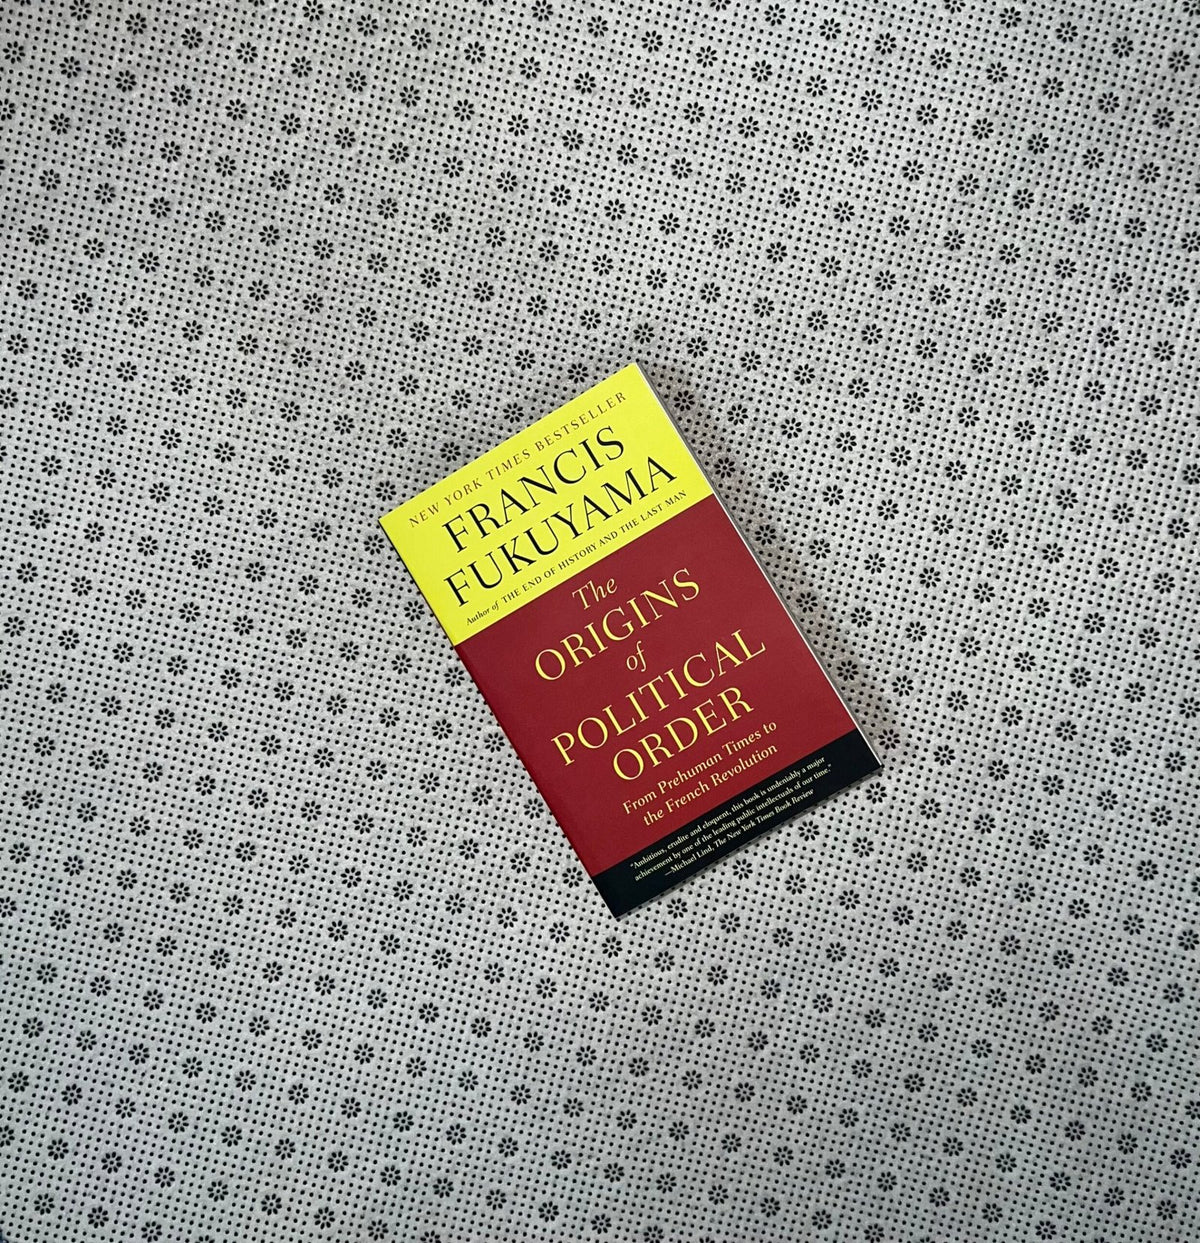 NEW YORK TIMES BESTSELLER
FRANCIS
FUKUYAMA
Author of THE END OF HISTORY AND THE LAST MAN
The
ORIGINS
of
POLITICAL
ORDER
From Prehuman Times to
the French Revolution
"Ambitious, erudite and eloquent, this book is undeniably a major
achievement by one of the leading public intellectuals of our time."
—Michael Lind, The New York Times Book Review